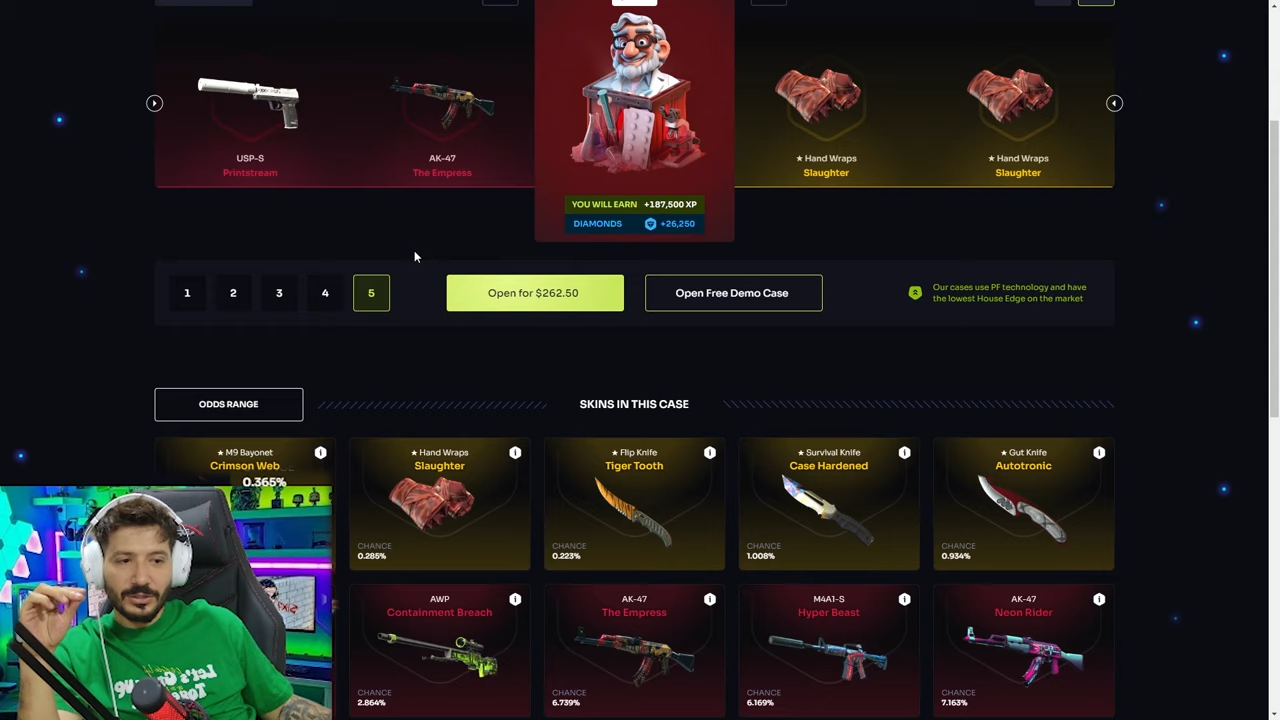 USP-S
Printstream
AK-47
The Empress
★ Hand Wraps
Slaughter
★ Hand Wraps
Slaughter
YOU WILL EARN +187,500 XP
DIAMONDS +26,250
1 2 3 4 5
Open for $262.50
Open Free Demo Case
Our cases use PF technology and have
the lowest House Edge on the market
ODDS RANGE
SKINS IN THIS CASE
★ M9 Bayonet
Crimson Web
0.365%
★ Hand Wraps
Slaughter
CHANCE
0.285%
★ Flip Knife
Tiger Tooth
CHANCE
0.223%
★ Survival Knife
Case Hardened
CHANCE
1.008%
★ Gut Knife
Autotronic
CHANCE
0.934%
AWP
Containment Breach
CHANCE
2.864%
AK-47
The Empress
CHANCE
6.739%
M4A1-S
Hyper Beast
CHANCE
6.169%
AK-47
Neon Rider
CHANCE
7.163%